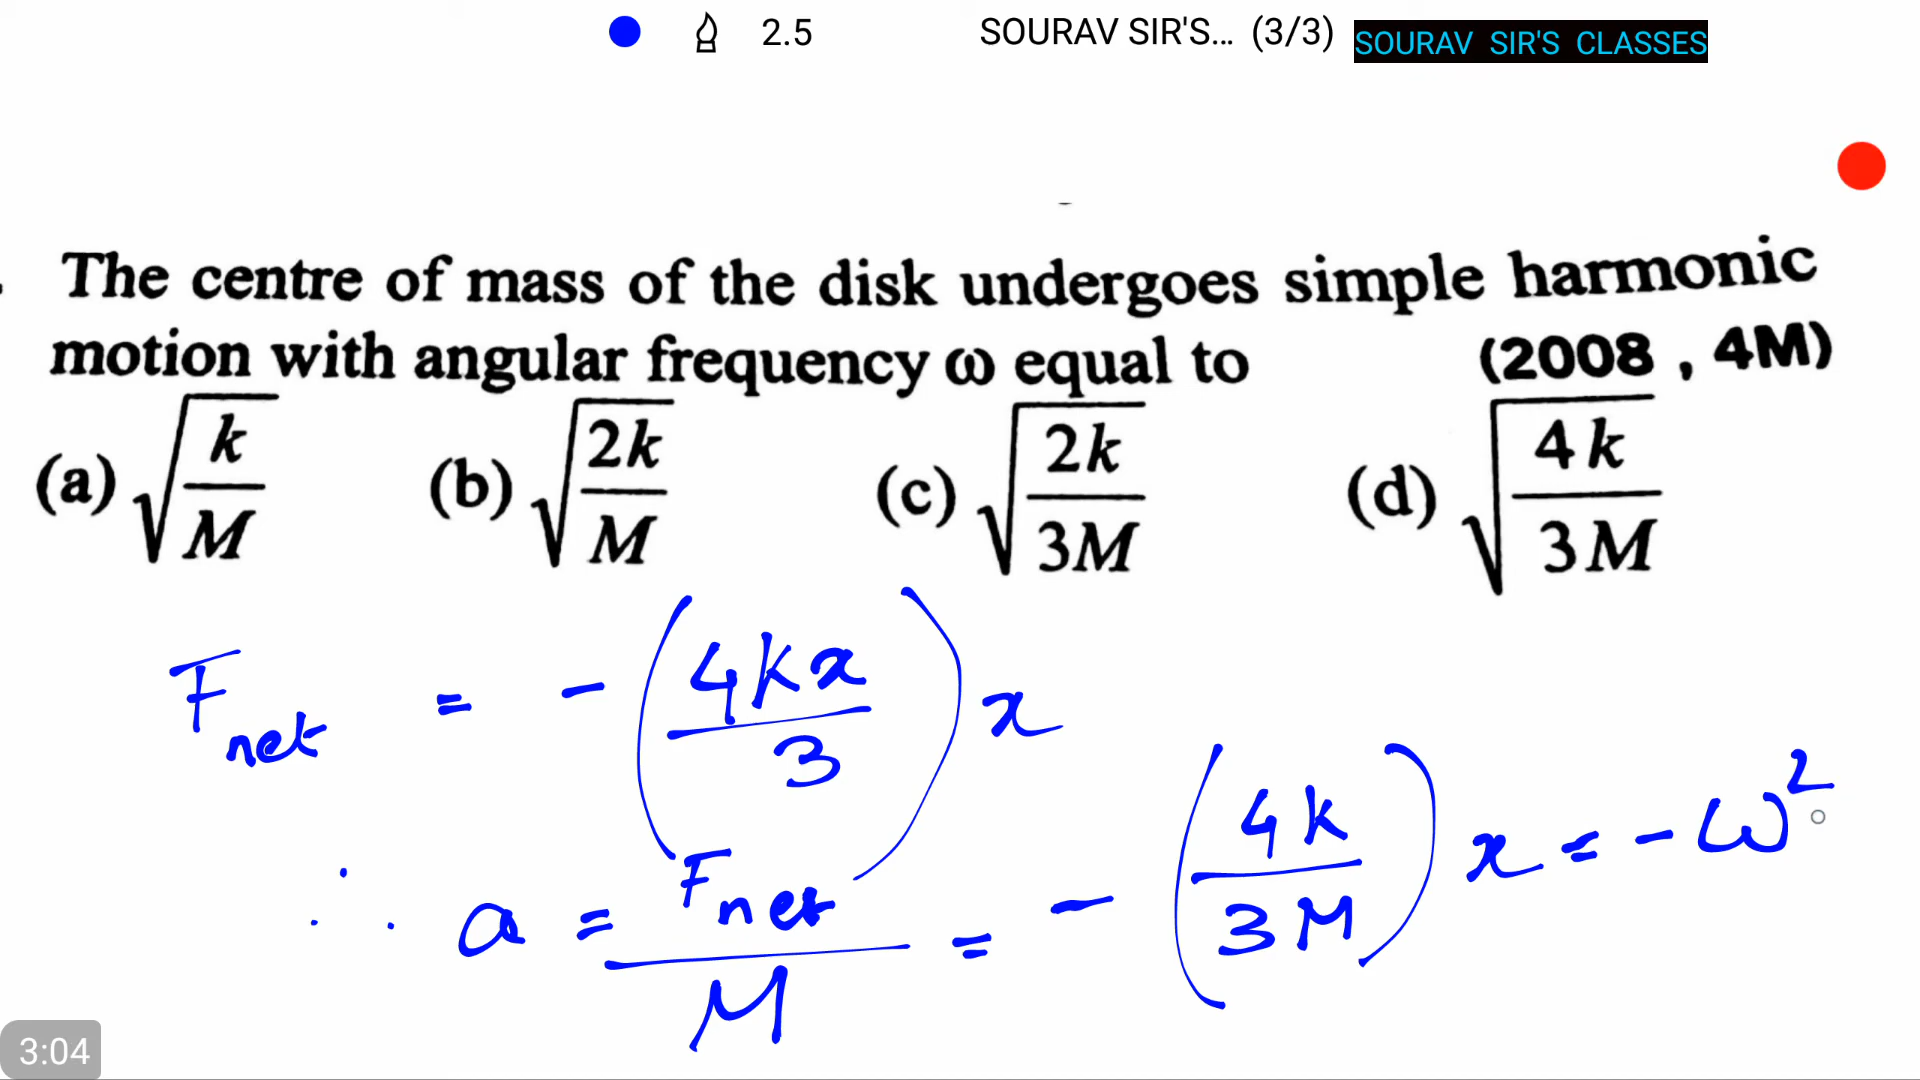 2.5 SOURAV SIR'S... (3/3) SOURAV SIR'S CLASSES
The centre of mass of the disk undergoes simple harmonic
motion with angular frequency ω equal to (2008 , 4M)
(a) √(k/M) (b) √(2k/M) (c) √(2k/3M) (d) √(4k/3M)
F_net = - (4kx/3) x
∴ a = F_net/M = - (4k/3M) x = - ω²
3:04